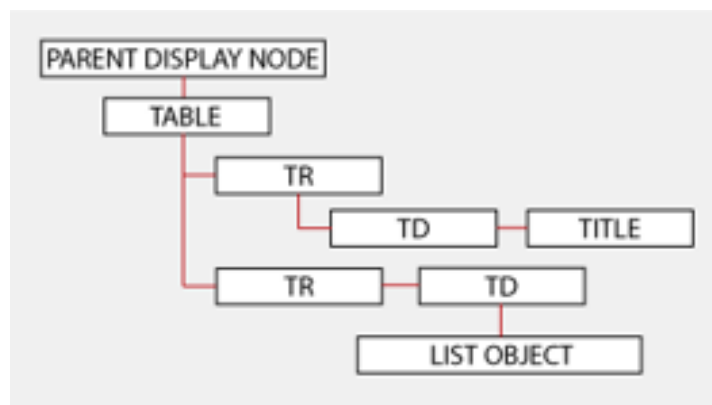 PARENT DISPLAY NODE
TABLE
TR
TD
TITLE
TR
TD
LIST OBJECT